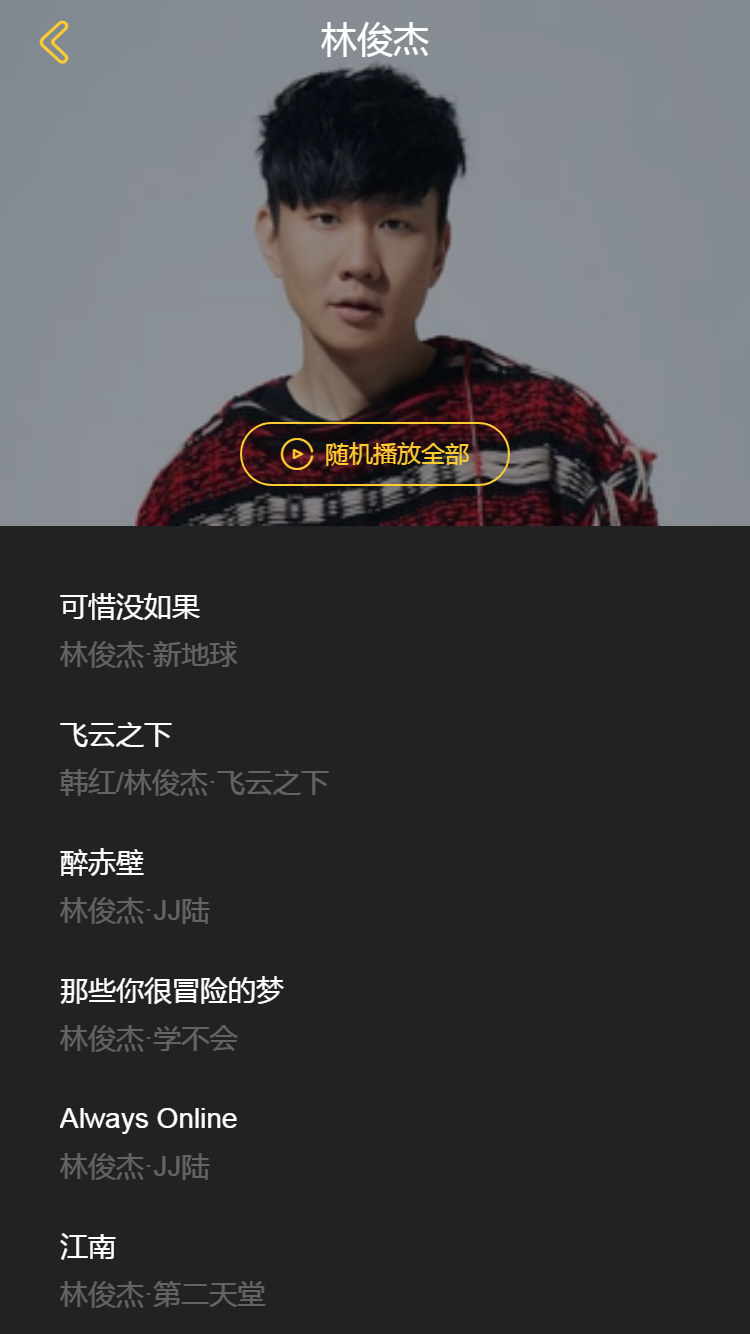 林俊杰
随机播放全部
可惜没如果
林俊杰·新地球
飞云之下
韩红/林俊杰·飞云之下
醉赤壁
林俊杰·JJ陆
那些你很冒险的梦
林俊杰·学不会
Always Online
林俊杰·JJ陆
江南
林俊杰·第二天堂